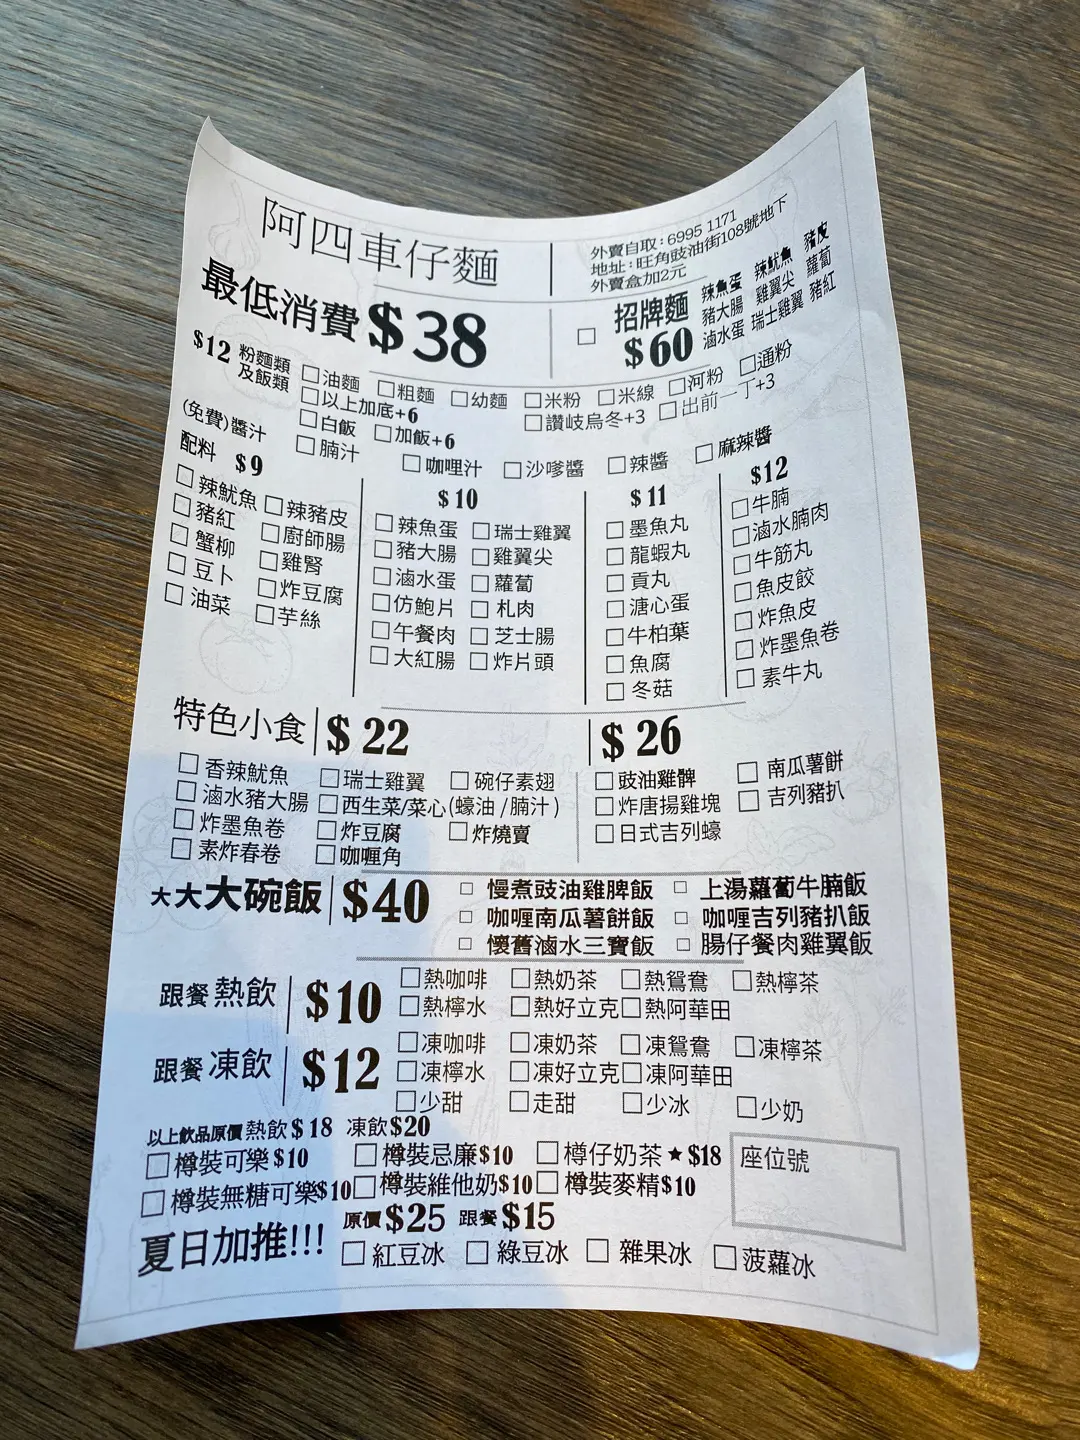 阿四車仔麵
外賣自取:6995 1171
地址:旺角豉油街108號地下
外賣盒加2元
最低消費$38
□ 招牌麵 $60
辣魚蛋 辣魷魚 豬皮
豬大腸 雞翼尖 蘿蔔
滷水蛋 瑞士雞翼 豬紅
$12 粉麵類及飯類
□油麵 □粗麵 □幼麵 □米粉 □米線 □河粉 □通粉
□以上加底+6 □讚岐烏冬+3 □出前一丁+3
□白飯 □加飯+6
(免費)醬汁 □腩汁 □咖哩汁 □沙嗲醬 □辣醬 □麻辣醬
配料 $9
□辣魷魚 □辣豬皮
□豬紅 □廚師腸
□蟹柳 □雞腎
□豆卜 □炸豆腐
□油菜 □芋絲
$10
□辣魚蛋 □瑞士雞翼
□豬大腸 □雞翼尖
□滷水蛋 □蘿蔔
□仿鮑片 □札肉
□午餐肉 □芝士腸
□大紅腸 □炸片頭
$11
□墨魚丸
□龍蝦丸
□貢丸
□溏心蛋
□牛柏葉
□魚腐
□冬菇
$12
□牛腩
□滷水腩肉
□牛筋丸
□魚皮餃
□炸魚皮
□炸墨魚卷
□素牛丸
特色小食 $22
□香辣魷魚 □瑞士雞翼 □碗仔素翅
□滷水豬大腸 □西生菜/菜心(蠔油/腩汁)
□炸墨魚卷 □炸豆腐 □炸燒賣
□素炸春卷 □咖喱角
$26
□豉油雞髀 □南瓜薯餅
□炸唐揚雞塊 □吉列豬扒
□日式吉列蠔
大大大碗飯 $40
□慢煮豉油雞脾飯 □上湯蘿蔔牛腩飯
□咖喱南瓜薯餅飯 □咖喱吉列豬扒飯
□懷舊滷水三寶飯 □腸仔餐肉雞翼飯
跟餐熱飲 $10
□熱咖啡 □熱奶茶 □熱鴛鴦 □熱檸茶
□熱檸水 □熱好立克 □熱阿華田
跟餐凍飲 $12
□凍咖啡 □凍奶茶 □凍鴛鴦 □凍檸茶
□凍檸水 □凍好立克 □凍阿華田
□少甜 □走甜 □少冰 □少奶
以上飲品原價 熱飲$18 凍飲$20
□樽裝可樂$10 □樽裝忌廉$10 □樽仔奶茶★$18
□樽裝無糖可樂$10 □樽裝維他奶$10 □樽裝麥精$10
座位號
夏日加推!!! 原價$25 跟餐$15
□紅豆冰 □綠豆冰 □雜果冰 □菠蘿冰